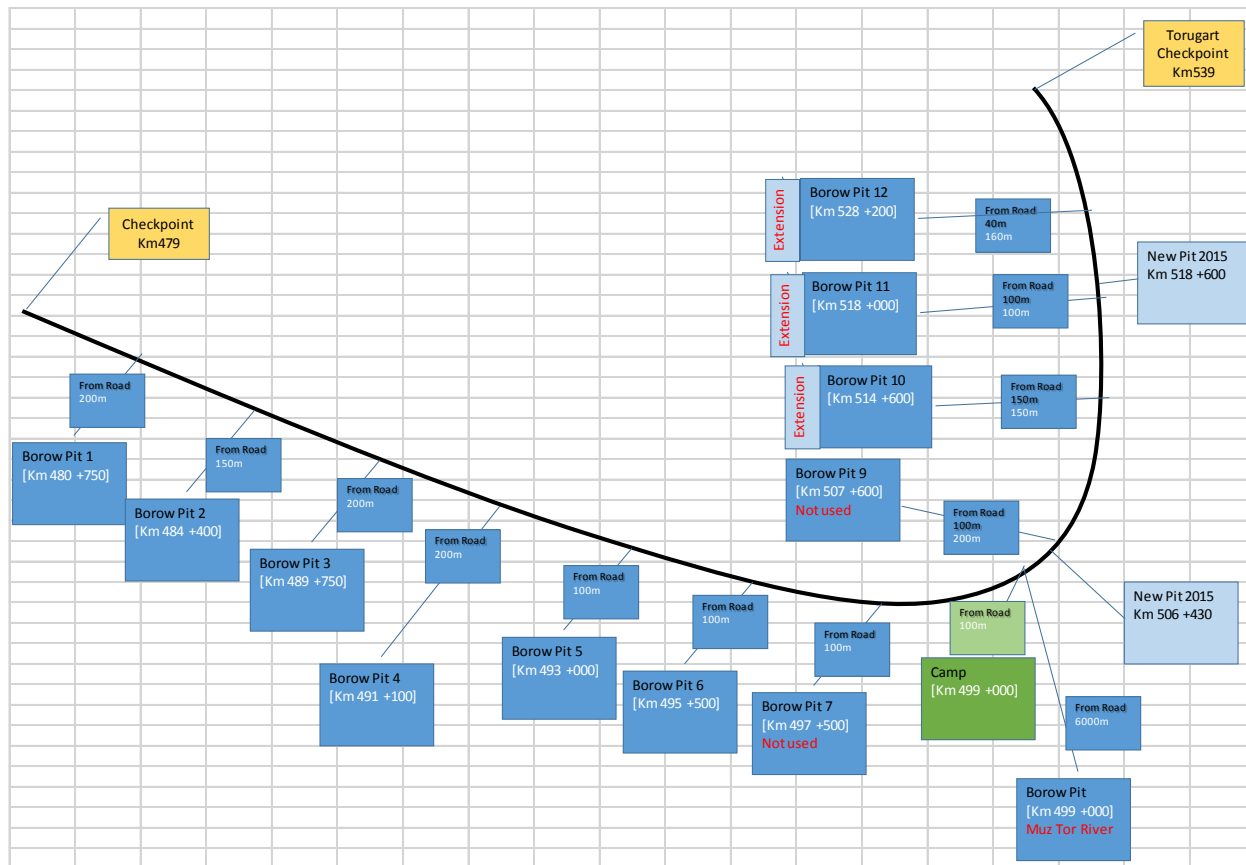 Torugart
Checkpoint
Km539
Checkpoint
Km479
Extension
Borow Pit 12
[Km 528 +200]
From Road
40m
160m
New Pit 2015
Km 518 +600
Extension
Borow Pit 11
[Km 518 +000]
From Road
100m
100m
Extension
Borow Pit 10
[Km 514 +600]
From Road
150m
150m
Borow Pit 9
[Km 507 +600]
Not used
From Road
100m
200m
New Pit 2015
Km 506 +430
From Road
200m
Borow Pit 1
[Km 480 +750]
From Road
150m
Borow Pit 2
[Km 484 +400]
From Road
200m
Borow Pit 3
[Km 489 +750]
From Road
200m
Borow Pit 4
[Km 491 +100]
From Road
100m
Borow Pit 5
[Km 493 +000]
From Road
100m
Borow Pit 6
[Km 495 +500]
From Road
100m
Borow Pit 7
[Km 497 +500]
Not used
From Road
100m
Camp
[Km 499 +000]
From Road
6000m
Borow Pit
[Km 499 +000]
Muz Tor River